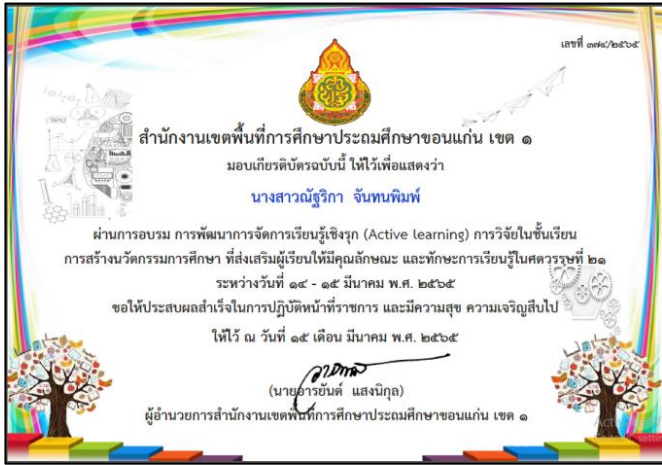 เลขที่ ๓๗๔/๒๕๖๕
สำนักงานเขตพื้นที่การศึกษาประถมศึกษาขอนแก่น เขต ๑
มอบเกียรติบัตรฉบับนี้ ให้ไว้เพื่อแสดงว่า
นางสาวณัฐริกา จันทนพิมพ์
ผ่านการอบรม การพัฒนาการจัดการเรียนรู้เชิงรุก (Active learning) การวิจัยในชั้นเรียน
การสร้างนวัตกรรมการศึกษา ที่ส่งเสริมผู้เรียนให้มีคุณลักษณะ และทักษะการเรียนรู้ในศตวรรษที่ ๒๑
ระหว่างวันที่ ๑๔ - ๑๕ มีนาคม พ.ศ. ๒๕๖๕
ขอให้ประสบผลสำเร็จในการปฏิบัติหน้าที่ราชการ และมีความสุข ความเจริญสืบไป
ให้ไว้ ณ วันที่ ๑๕ เดือน มีนาคม พ.ศ. ๒๕๖๕
(นายอารยันต์ แสงนิกุล)
ผู้อำนวยการสำนักงานเขตพื้นที่การศึกษาประถมศึกษาขอนแก่น เขต ๑